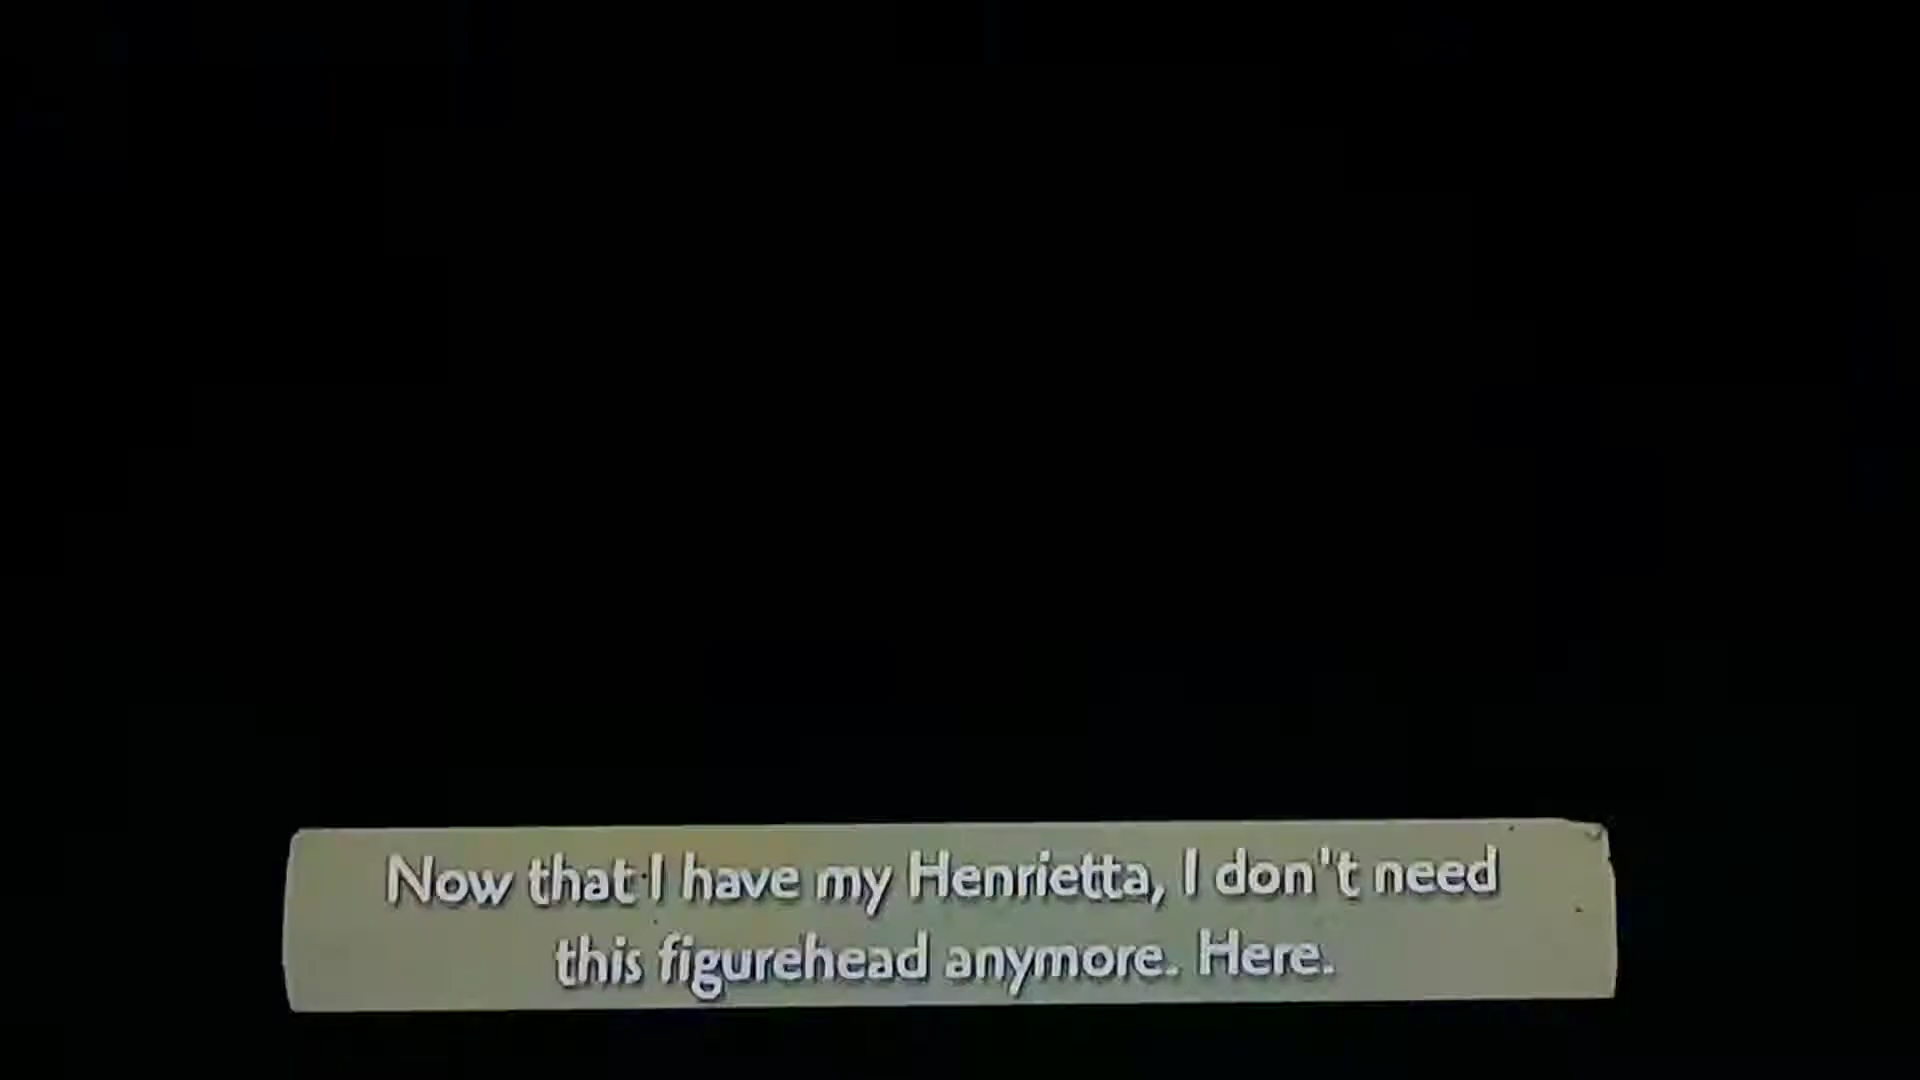 Now that I have my Henrietta, I don't need
this figurehead anymore. Here.